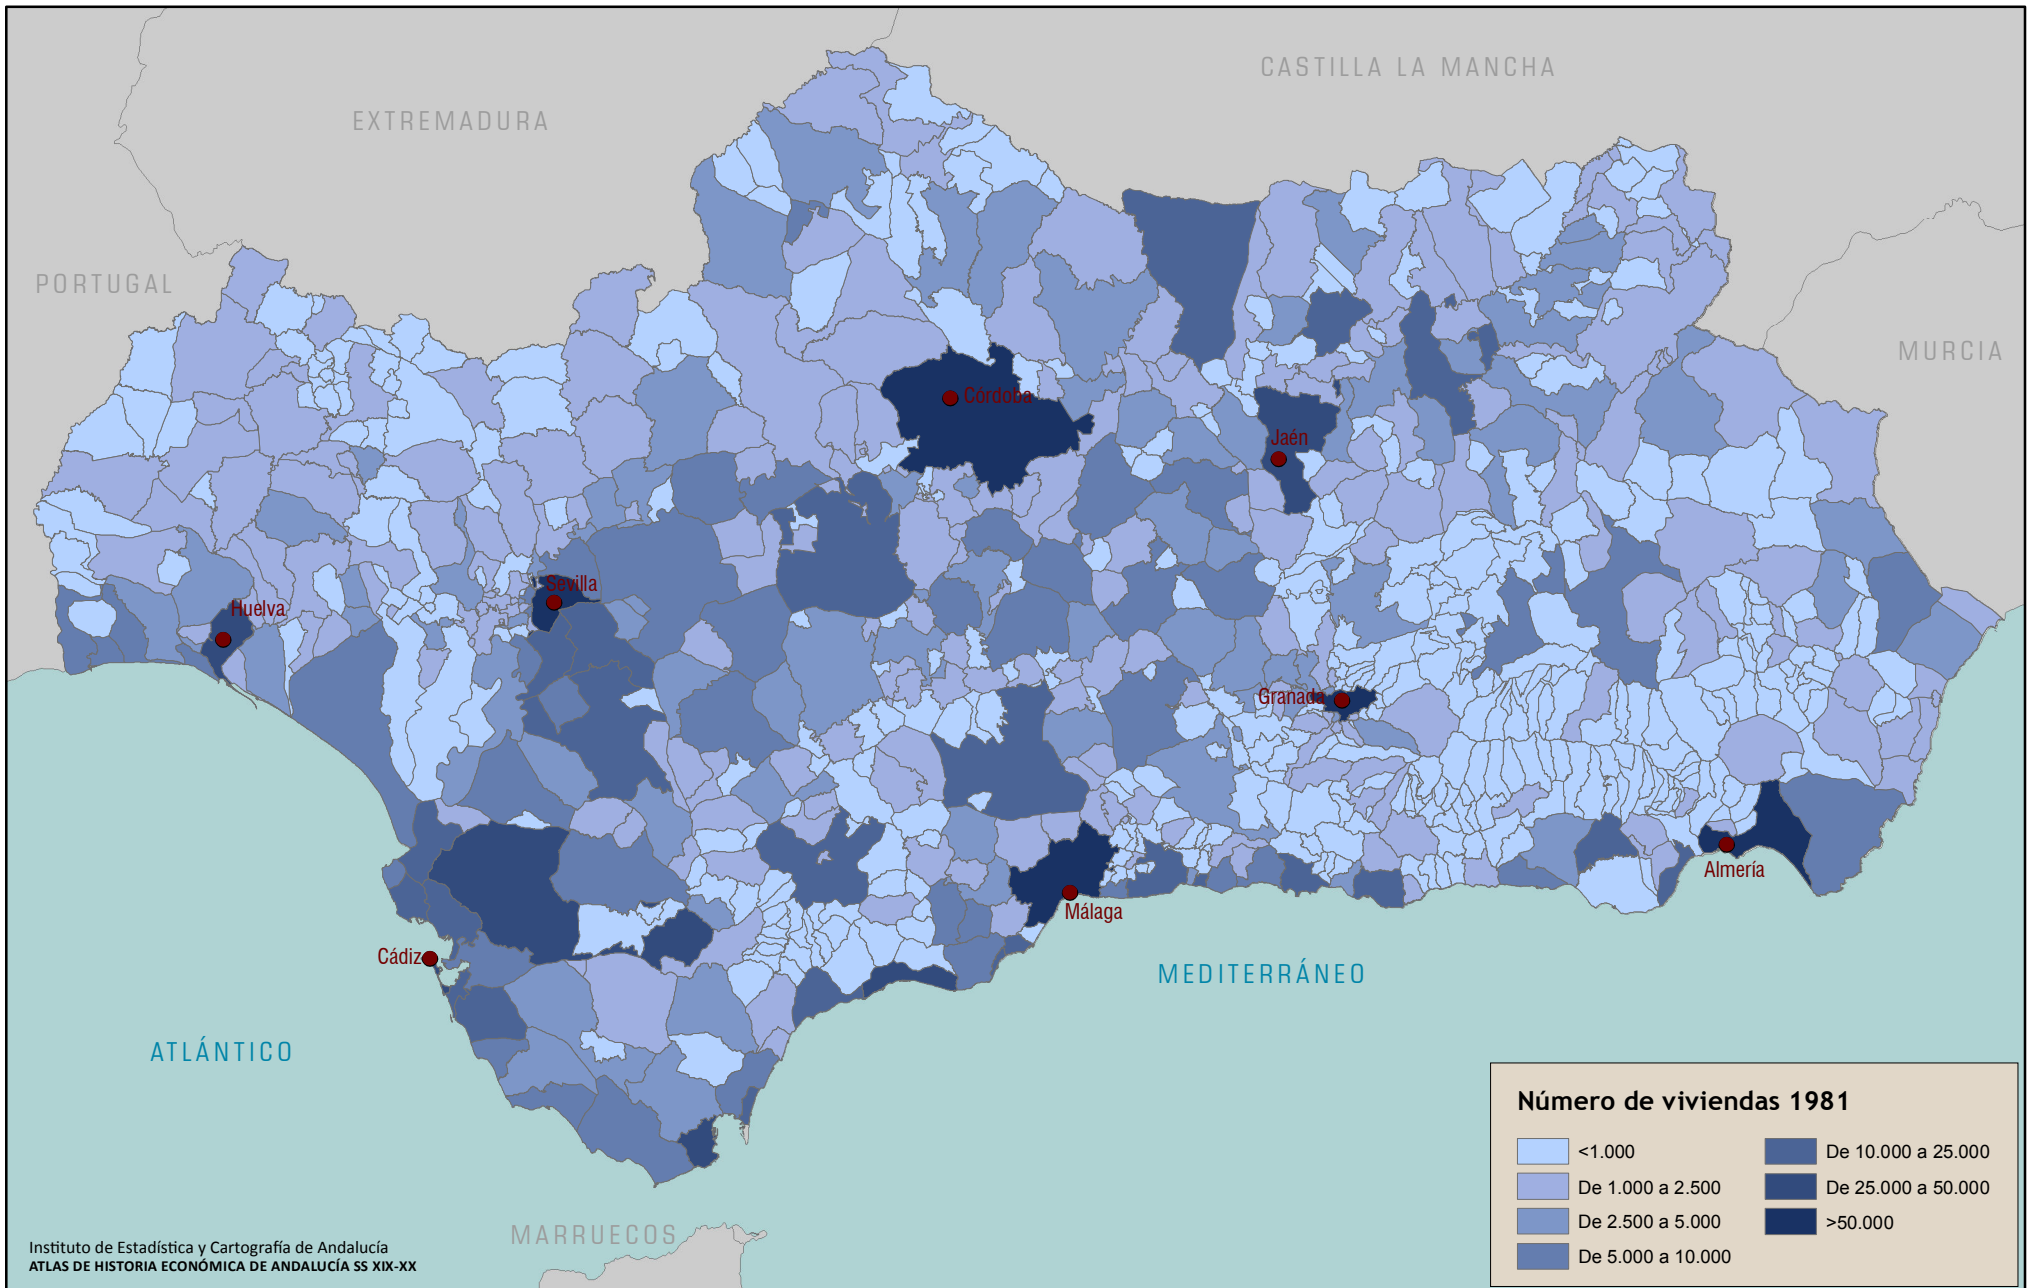 CASTILLA LA MANCHA
EXTREMADURA
PORTUGAL
MURCIA
Córdoba
Jaén
Sevilla
Huelva
Granada
Almería
Málaga
Cádiz
MEDITERRÁNEO
ATLÁNTICO
MARRUECOS
Número de viviendas 1981
<1.000
De 1.000 a 2.500
De 2.500 a 5.000
De 5.000 a 10.000
De 10.000 a 25.000
De 25.000 a 50.000
>50.000
Instituto de Estadística y Cartografía de Andalucía
ATLAS DE HISTORIA ECONÓMICA DE ANDALUCÍA SS XIX-XX